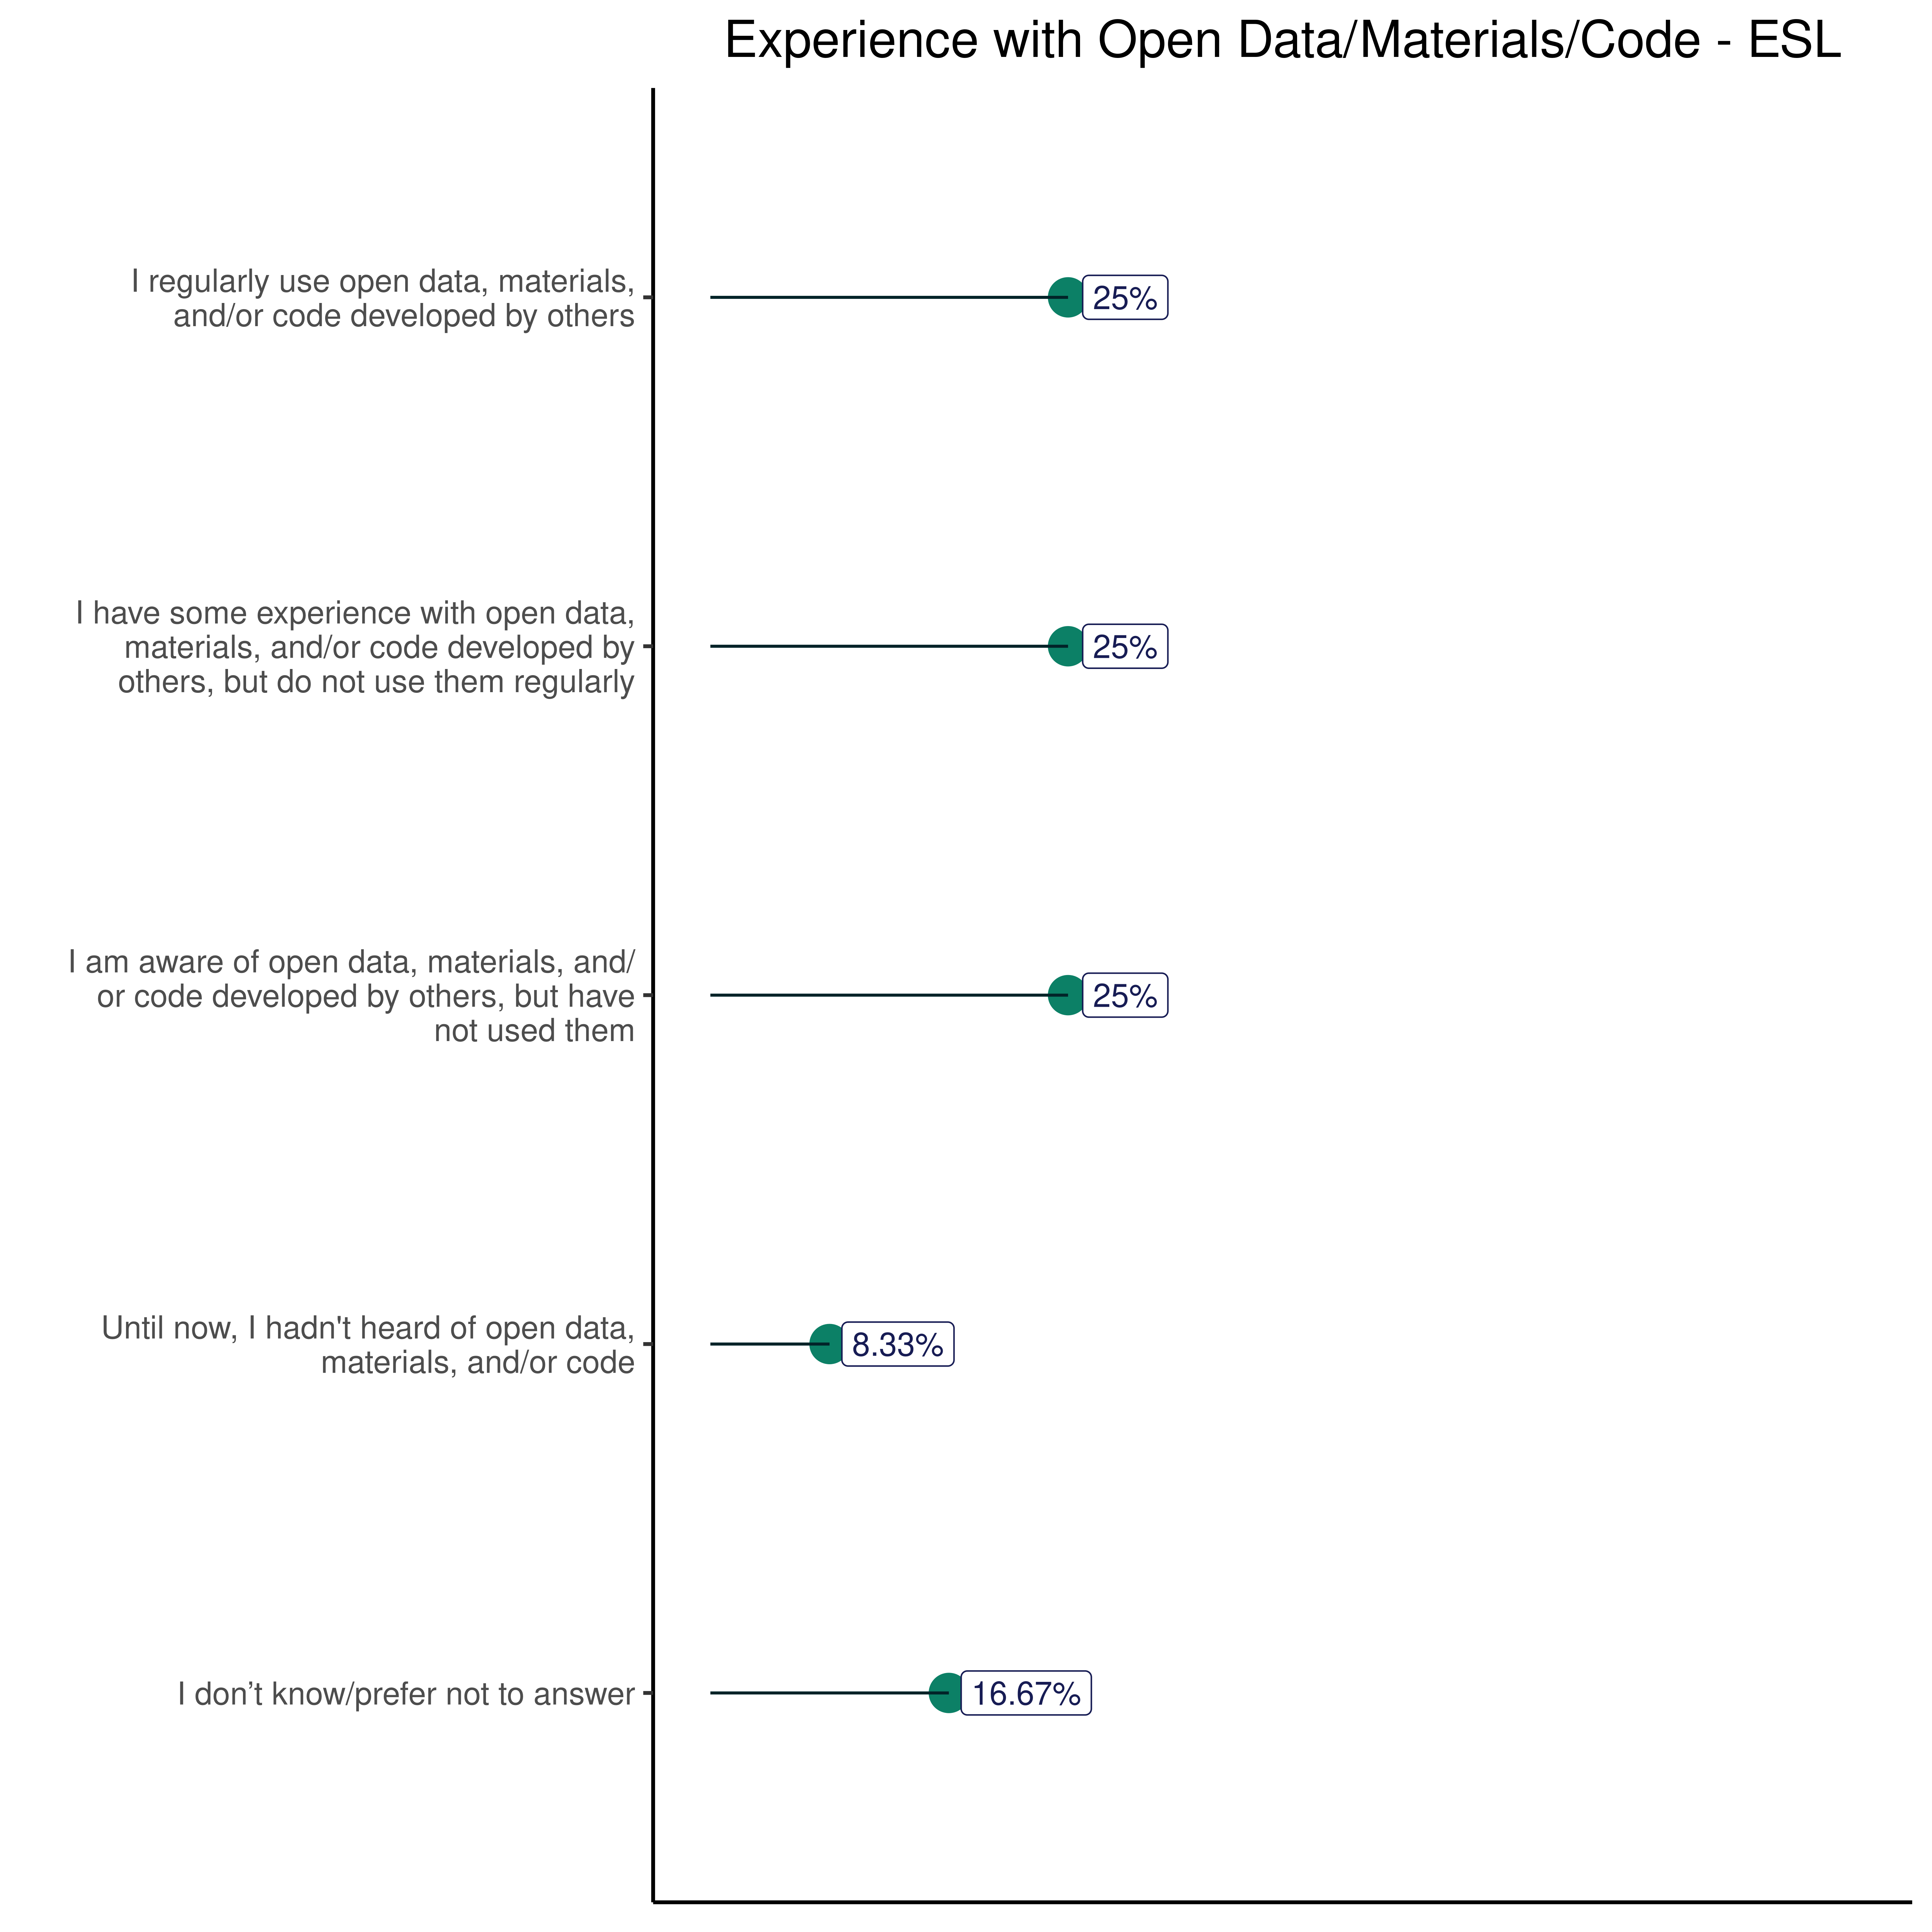 Experience with Open Data/Materials/Code - ESL
I regularly use open data, materials,
and/or code developed by others
25%
I have some experience with open data,
materials, and/or code developed by
others, but do not use them regularly
25%
I am aware of open data, materials, and/
or code developed by others, but have
not used them
25%
Until now, I hadn't heard of open data,
materials, and/or code
8.33%
I don’t know/prefer not to answer
16.67%